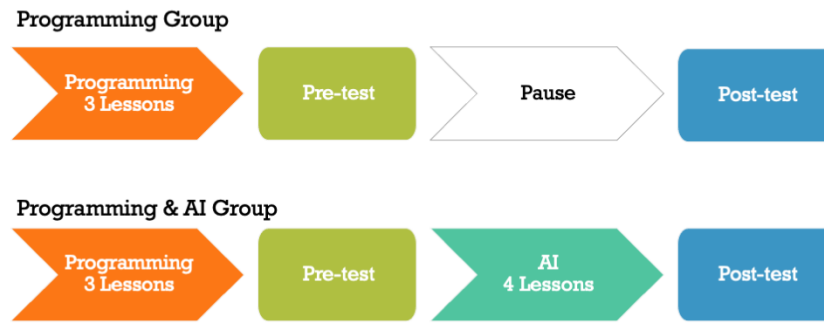 Programming Group
Programming
3 Lessons
Pre-test
Pause
Post-test
Programming & AI Group
Programming
3 Lessons
Pre-test
AI
4 Lessons
Post-test